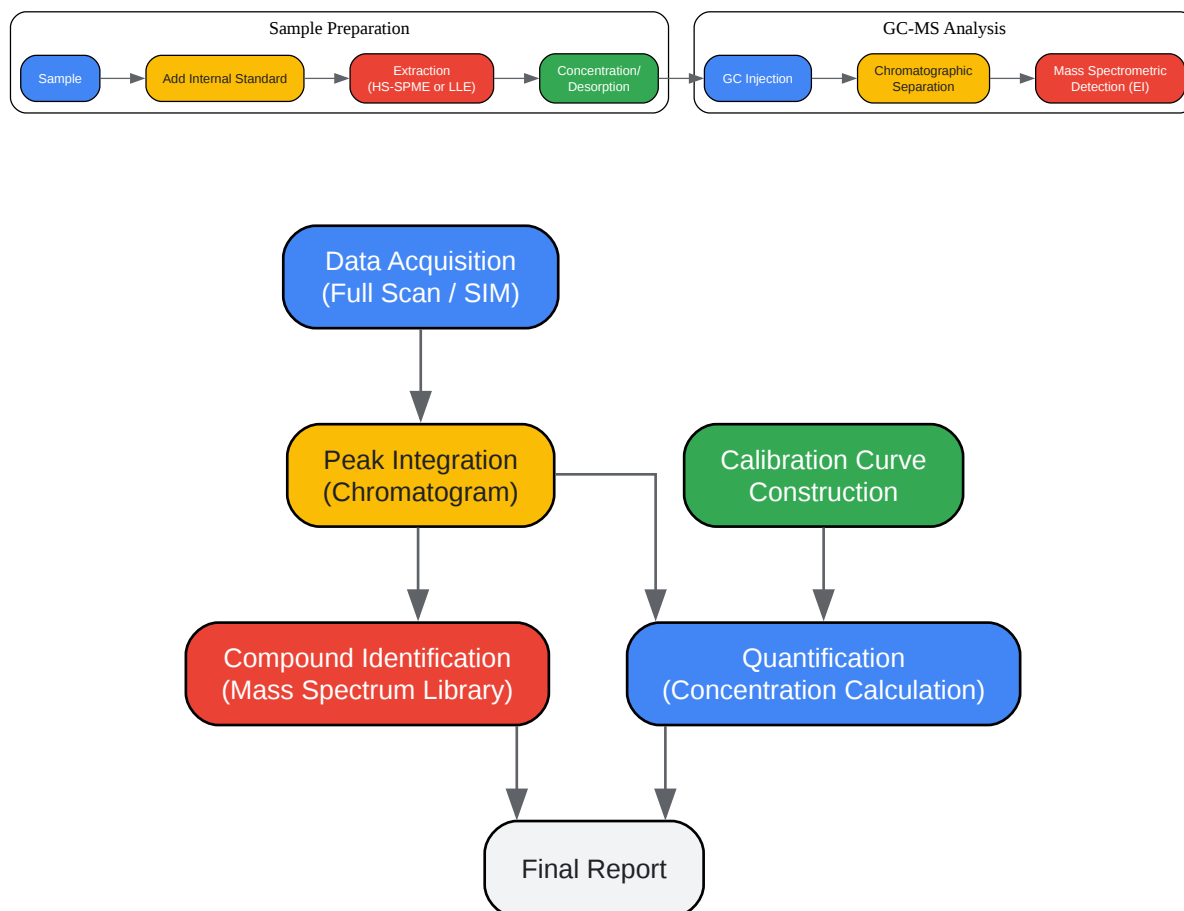 Sample Preparation
GC-MS Analysis
Sample
Add Internal Standard
Extraction
(HS-SPME or LLE)
Concentration/
Desorption
GC Injection
Chromatographic
Separation
Mass Spectrometric
Detection (EI)
Data Acquisition
(Full Scan / SIM)
Peak Integration
(Chromatogram)
Calibration Curve
Construction
Compound Identification
(Mass Spectrum Library)
Quantification
(Concentration Calculation)
Final Report